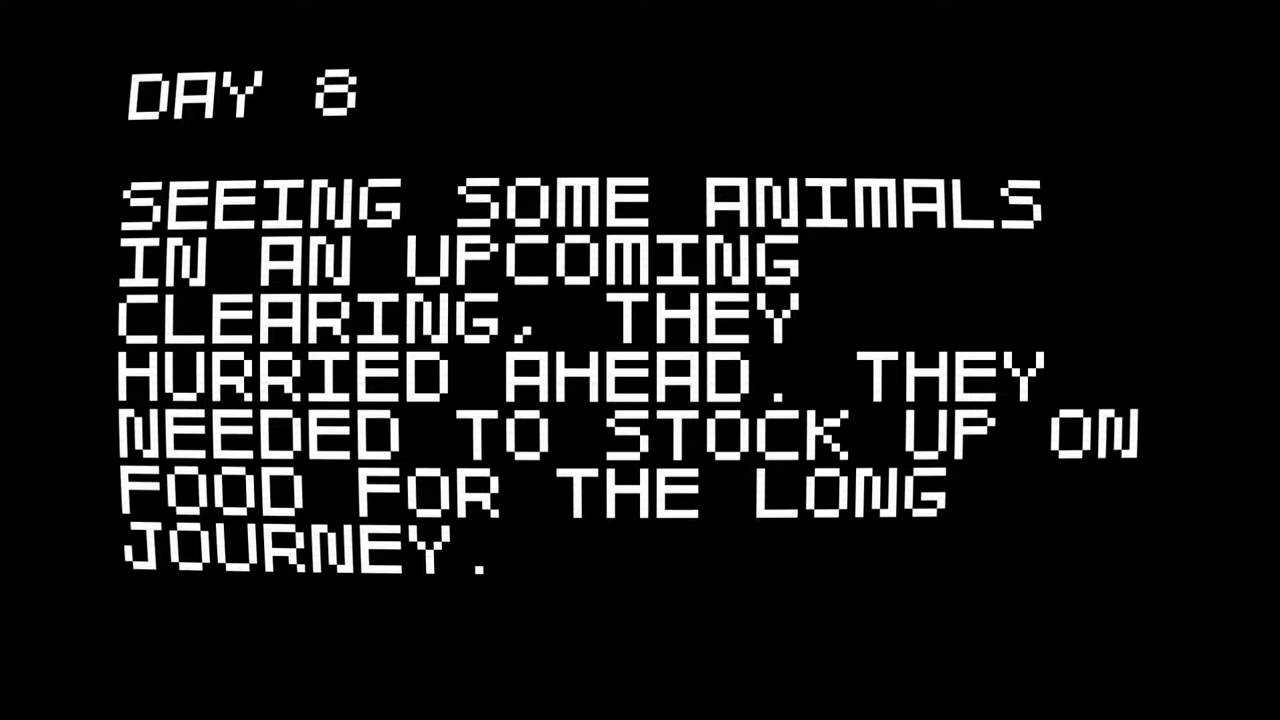 DAY 8
SEEING SOME ANIMALS
IN AN UPCOMING
CLEARING, THEY
HURRIED AHEAD. THEY
NEEDED TO STOCK UP ON
FOOD FOR THE LONG
JOURNEY.